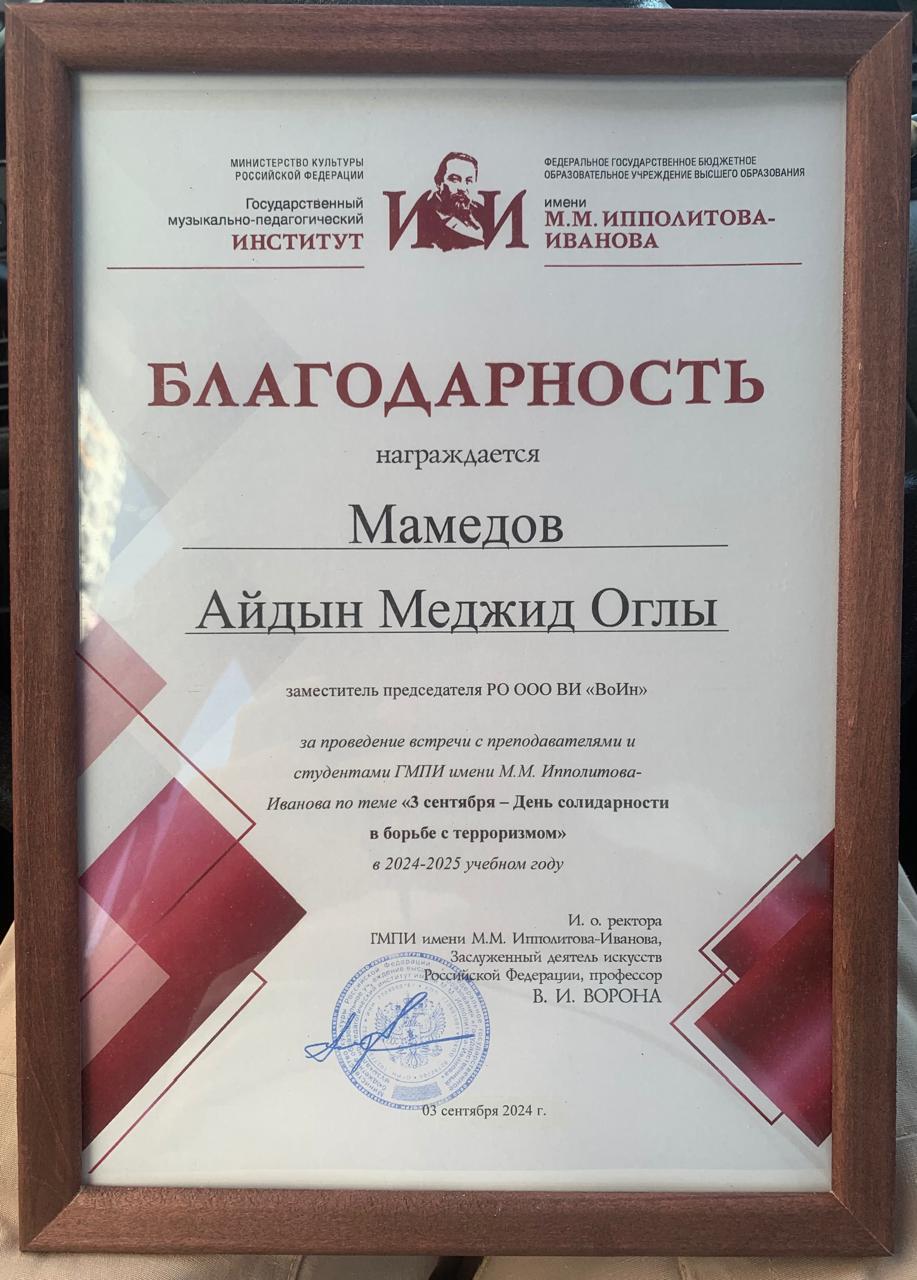 МИНИСТЕРСТВО КУЛЬТУРЫ
РОССИЙСКОЙ ФЕДЕРАЦИИ
Государственный
музыкально-педагогический
ИНСТИТУТ
ИИ
ФЕДЕРАЛЬНОЕ ГОСУДАРСТВЕННОЕ БЮДЖЕТНОЕ
ОБРАЗОВАТЕЛЬНОЕ УЧРЕЖДЕНИЕ ВЫСШЕГО ОБРАЗОВАНИЯ
имени
М.М. ИППОЛИТОВА-
ИВАНОВА
БЛАГОДАРНОСТЬ
награждается
Мамедов
Айдын Меджид Оглы
заместитель председателя РО ООО ВИ «ВоИн»
за проведение встречи с преподавателями и
студентами ГМПИ имени М.М. Ипполитова-
Иванова по теме «3 сентября – День солидарности
в борьбе с терроризмом»
в 2024-2025 учебном году
И. о. ректора
ГМПИ имени М.М. Ипполитова-Иванова,
Заслуженный деятель искусств
Российской Федерации, профессор
В. И. ВОРОНА
03 сентября 2024 г.